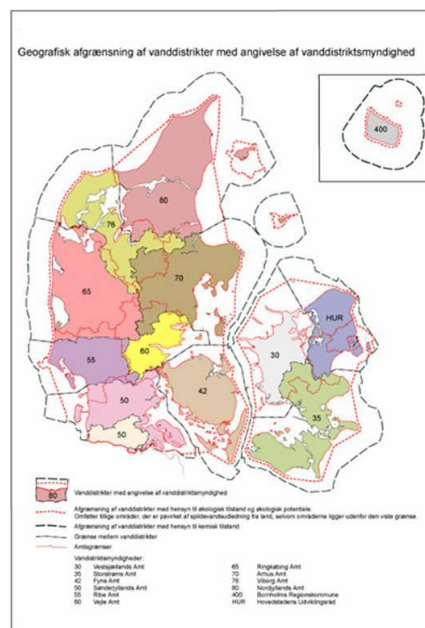 Geografisk afgrænsning af vanddistrikter med angivelse af vanddistriktsmyndighed
400
80
76
70
65
HUR
60
30
55
42
50
35
50
80
Vanddistrikter med angivelse af vanddistriktsmyndighed
Afgrænsning af vanddistrikter med hensyn til økologisk tilstand og økologisk potentiale.
Omfatter tillige områder, der er påvirket af spildevandsudledning fra land, selvom områderne ligger udenfor den viste grænse.
Afgrænsning af vanddistrikter med hensyn til kemisk tilstand
Grænse mellem vanddistrikter
Amtsgrænser
Vanddistriktsmyndigheder:
30 Vestsjællands Amt
35 Storstrøms Amt
42 Fyns Amt
50 Sønderjyllands Amt
55 Ribe Amt
60 Vejle Amt
65 Ringkøbing Amt
70 Århus Amt
76 Viborg Amt
80 Nordjyllands Amt
400 Bornholms Regionskommune
HUR Hovedstadens Udviklingsråd